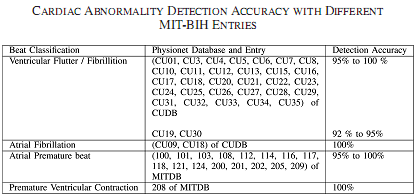 CARDIAC ABNORMALITY DETECTION ACCURACY WITH DIFFERENT
MIT-BIH ENTRIES
Beat Classification Physionet Database and Entry Detection Accuracy
Ventricular Flutter / Fibrillition (CU01, CU3, CU4, CU5, CU6, CU7, CU8, 95% to 100 %
CU10, CU11, CU12, CU13, CU15, CU16,
CU17, CU18, CU20, CU21, CU22, CU23,
CU24, CU25, CU26, CU27, CU28, CU29,
CU31, CU32, CU33, CU34, CU35) of
CUDB
CU19, CU30 92 % to 95%
Atrial Fibrillation (CU09, CU18) of CUDB 100%
Atrial Premature beat (100, 101, 103, 108, 112, 114, 116, 117, 95% to 100%
118, 121, 124, 200, 201, 202, 205, 209) of
MITDB
Premature Ventricular Contraction 208 of MITDB 100%